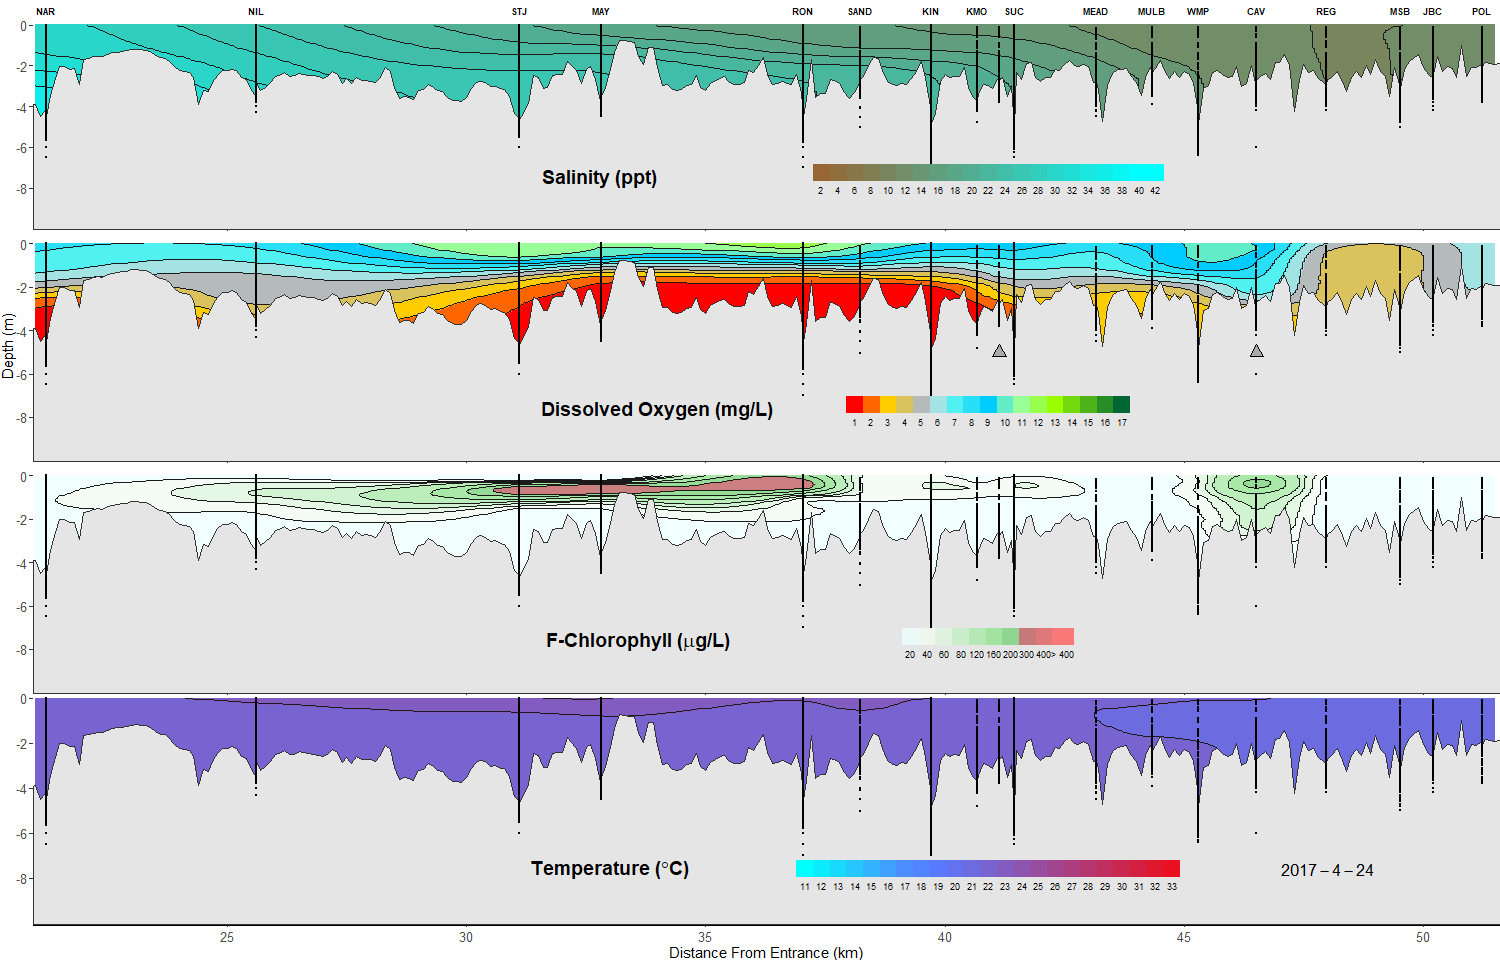 NAR NIL STJ MAY RON SAND KIN KMO SUC MEAD MULB WMP CAV REG MSB JBC POL
0
-2
-4
-6
-8
Salinity (ppt)
2 4 6 8 10 12 14 16 18 20 22 24 26 28 30 32 34 36 38 40 42
0
-2
-4
-6
-8
Depth (m)
Dissolved Oxygen (mg/L)
1 2 3 4 5 6 7 8 9 10 11 12 13 14 15 16 17
0
-2
-4
-6
-8
F-Chlorophyll (μg/L)
20 40 60 80 120 160 200 300 400> 400
0
-2
-4
-6
-8
Temperature (°C)
11 12 13 14 15 16 17 18 19 20 21 22 23 24 25 26 27 28 29 30 31 32 33
2017 – 4 – 24
25 30 35 40 45 50
Distance From Entrance (km)